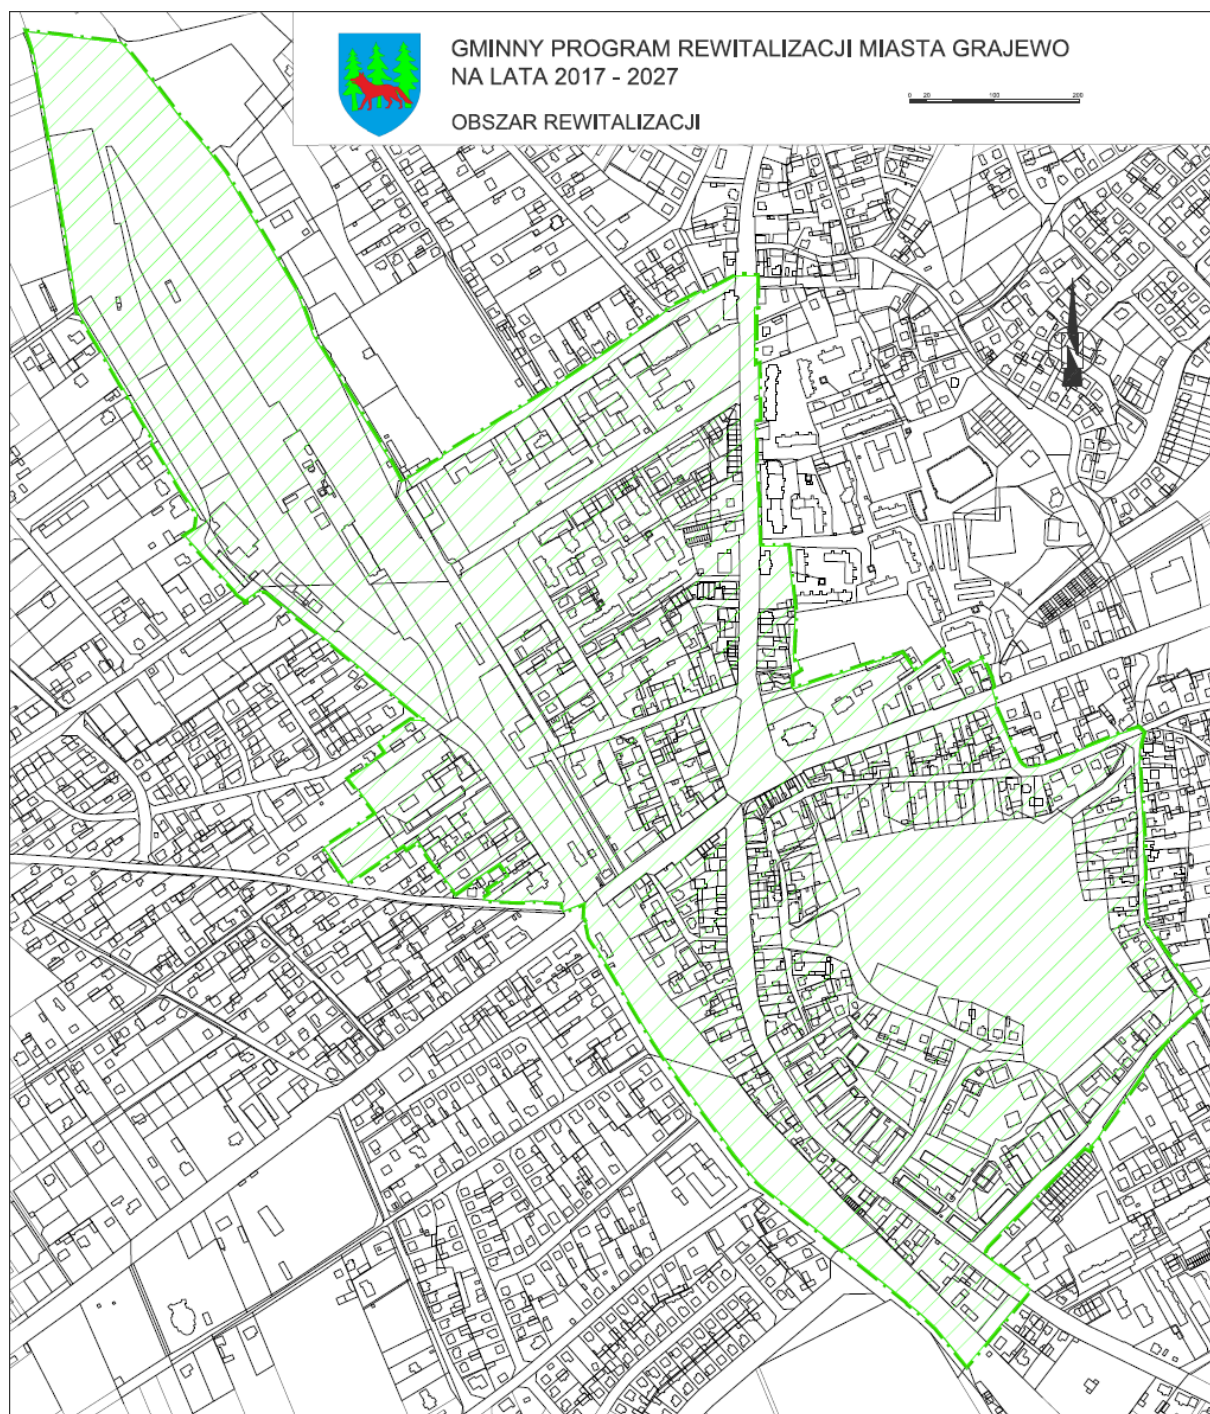 GMINNY PROGRAM REWITALIZACJI MIASTA GRAJEWO
NA LATA 2017 - 2027
OBSZAR REWITALIZACJI
0 20 100 200